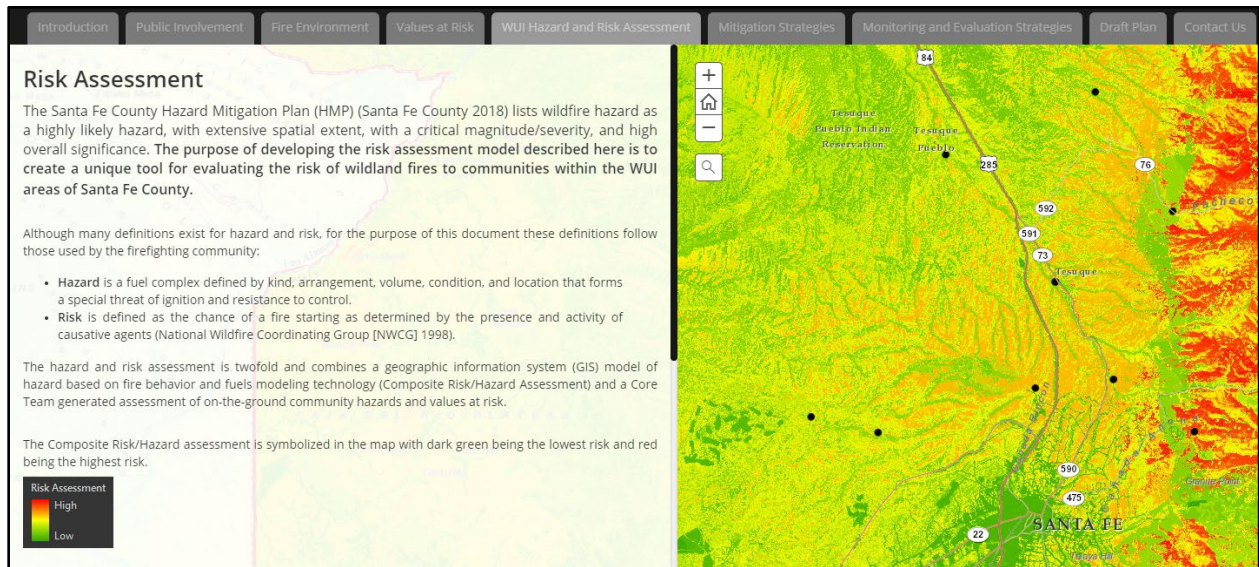 Introduction
Public Involvement
Fire Environment
Values at Risk
WUI Hazard and Risk Assessment
Mitigation Strategies
Monitoring and Evaluation Strategies
Draft Plan
Contact Us
Risk Assessment
The Santa Fe County Hazard Mitigation Plan (HMP) (Santa Fe County 2018) lists wildfire hazard as
a highly likely hazard, with extensive spatial extent, with a critical magnitude/severity, and high
overall significance. The purpose of developing the risk assessment model described here is to
create a unique tool for evaluating the risk of wildland fires to communities within the WUI
areas of Santa Fe County.
Although many definitions exist for hazard and risk, for the purpose of this document these definitions follow
those used by the firefighting community:
• Hazard is a fuel complex defined by kind, arrangement, volume, condition, and location that forms
a special threat of ignition and resistance to control.
• Risk is defined as the chance of a fire starting as determined by the presence and activity of
causative agents (National Wildfire Coordinating Group [NWCG] 1998).
The hazard and risk assessment is twofold and combines a geographic information system (GIS) model of
hazard based on fire behavior and fuels modeling technology (Composite Risk/Hazard Assessment) and a Core
Team generated assessment of on-the-ground community hazards and values at risk.
The Composite Risk/Hazard assessment is symbolized in the map with dark green being the lowest risk and red
being the highest risk.
Risk Assessment
High
Low
+
−
84
Tesuque
Pueblo Indian
Reservation
Tesuque
Pueblo
285
76
592
Pacheco
591
73
Tesuque
590
475
Granite Point
SANTA FE
22